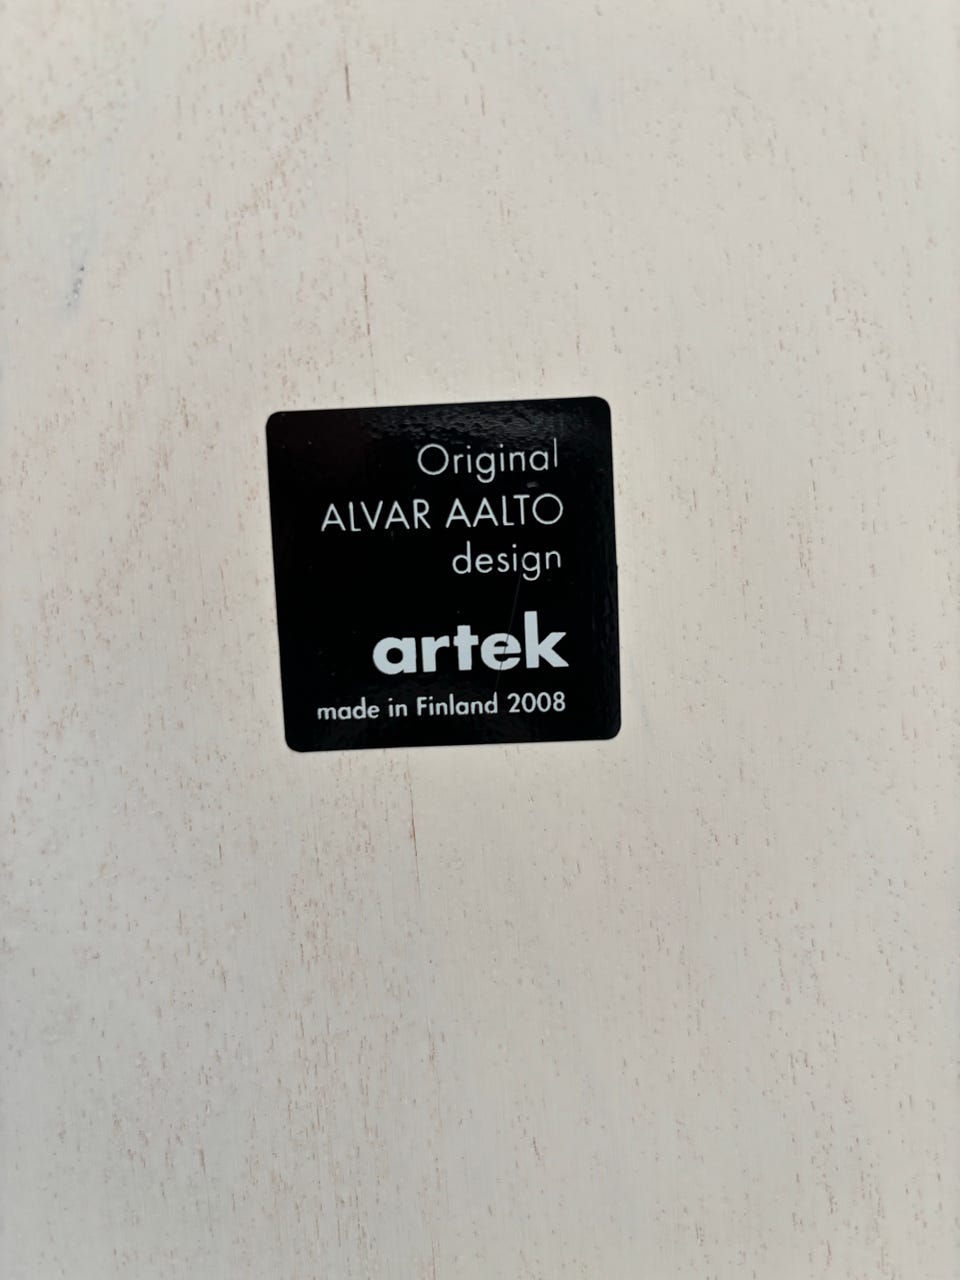 Original
ALVAR AALTO
design
artek
made in Finland 2008